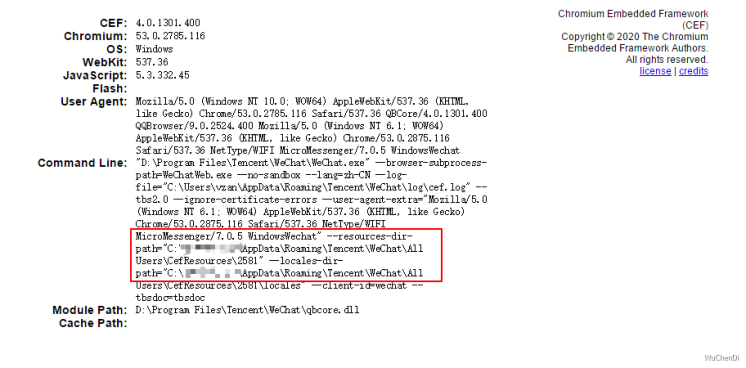 Chromium Embedded Framework
(CEF)
Copyright © 2020 The Chromium
Embedded Framework Authors.
All rights reserved.
license | credits
CEF: 4.0.1301.400
Chromium: 53.0.2785.116
OS: Windows
WebKit: 537.36
JavaScript: 5.3.332.45
Flash:
User Agent: Mozilla/5.0 (Windows NT 10.0; WOW64) AppleWebKit/537.36 (KHTML,
like Gecko) Chrome/53.0.2785.116 Safari/537.36 QBCore/4.0.1301.400
QQBrowser/9.0.2524.400 Mozilla/5.0 (Windows NT 6.1; WOW64)
AppleWebKit/537.36 (KHTML, like Gecko) Chrome/53.0.2875.116
Safari/537.36 NetType/WIFI MicroMessenger/7.0.5 WindowsWechat
Command Line: "D:\Program Files\Tencent\WeChat\WeChat.exe" --browser-subprocess-
path=WeChatWeb.exe --no-sandbox --lang=zh-CN --log-
file="C:\Users\vzan\AppData\Roaming\Tencent\WeChat\log\cef.log" --
tbs2.0 --ignore-certificate-errors --user-agent-extra="Mozilla/5.0
(Windows NT 6.1; WOW64) AppleWebKit/537.36 (KHTML, like Gecko)
Chrome/53.0.2875.116 Safari/537.36 NetType/WIFI
MicroMessenger/7.0.5 WindowsWechat" --resources-dir-
path="C:\ \AppData\Roaming\Tencent\WeChat\All
Users\CefResources\2581" --locales-dir-
path="C:\ \AppData\Roaming\Tencent\WeChat\All
Users\CefResources\2581\locales" --client-id=wechat --
tbsdoc=tbsdoc
Module Path: D:\Program Files\Tencent\WeChat\qbcore.dll
Cache Path:
WuChenDi